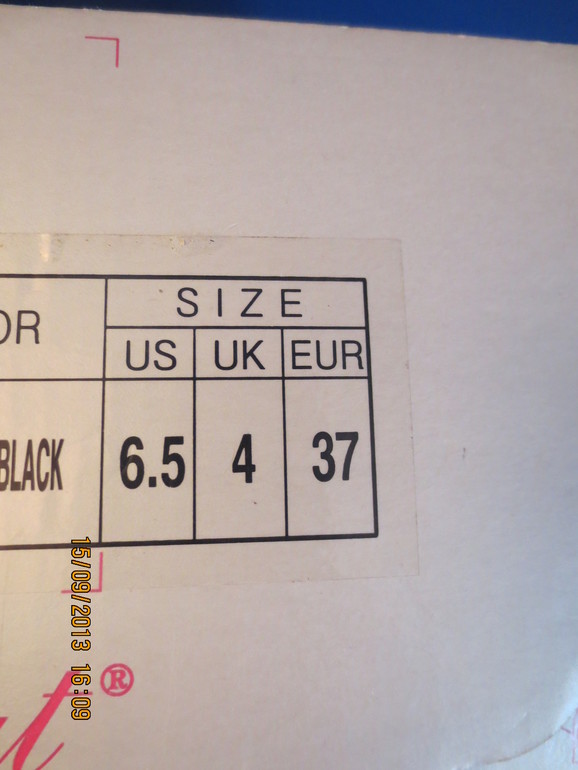 SIZE
OR US UK EUR
BLACK 6.5 4 37
15/09/2013 16:09
®